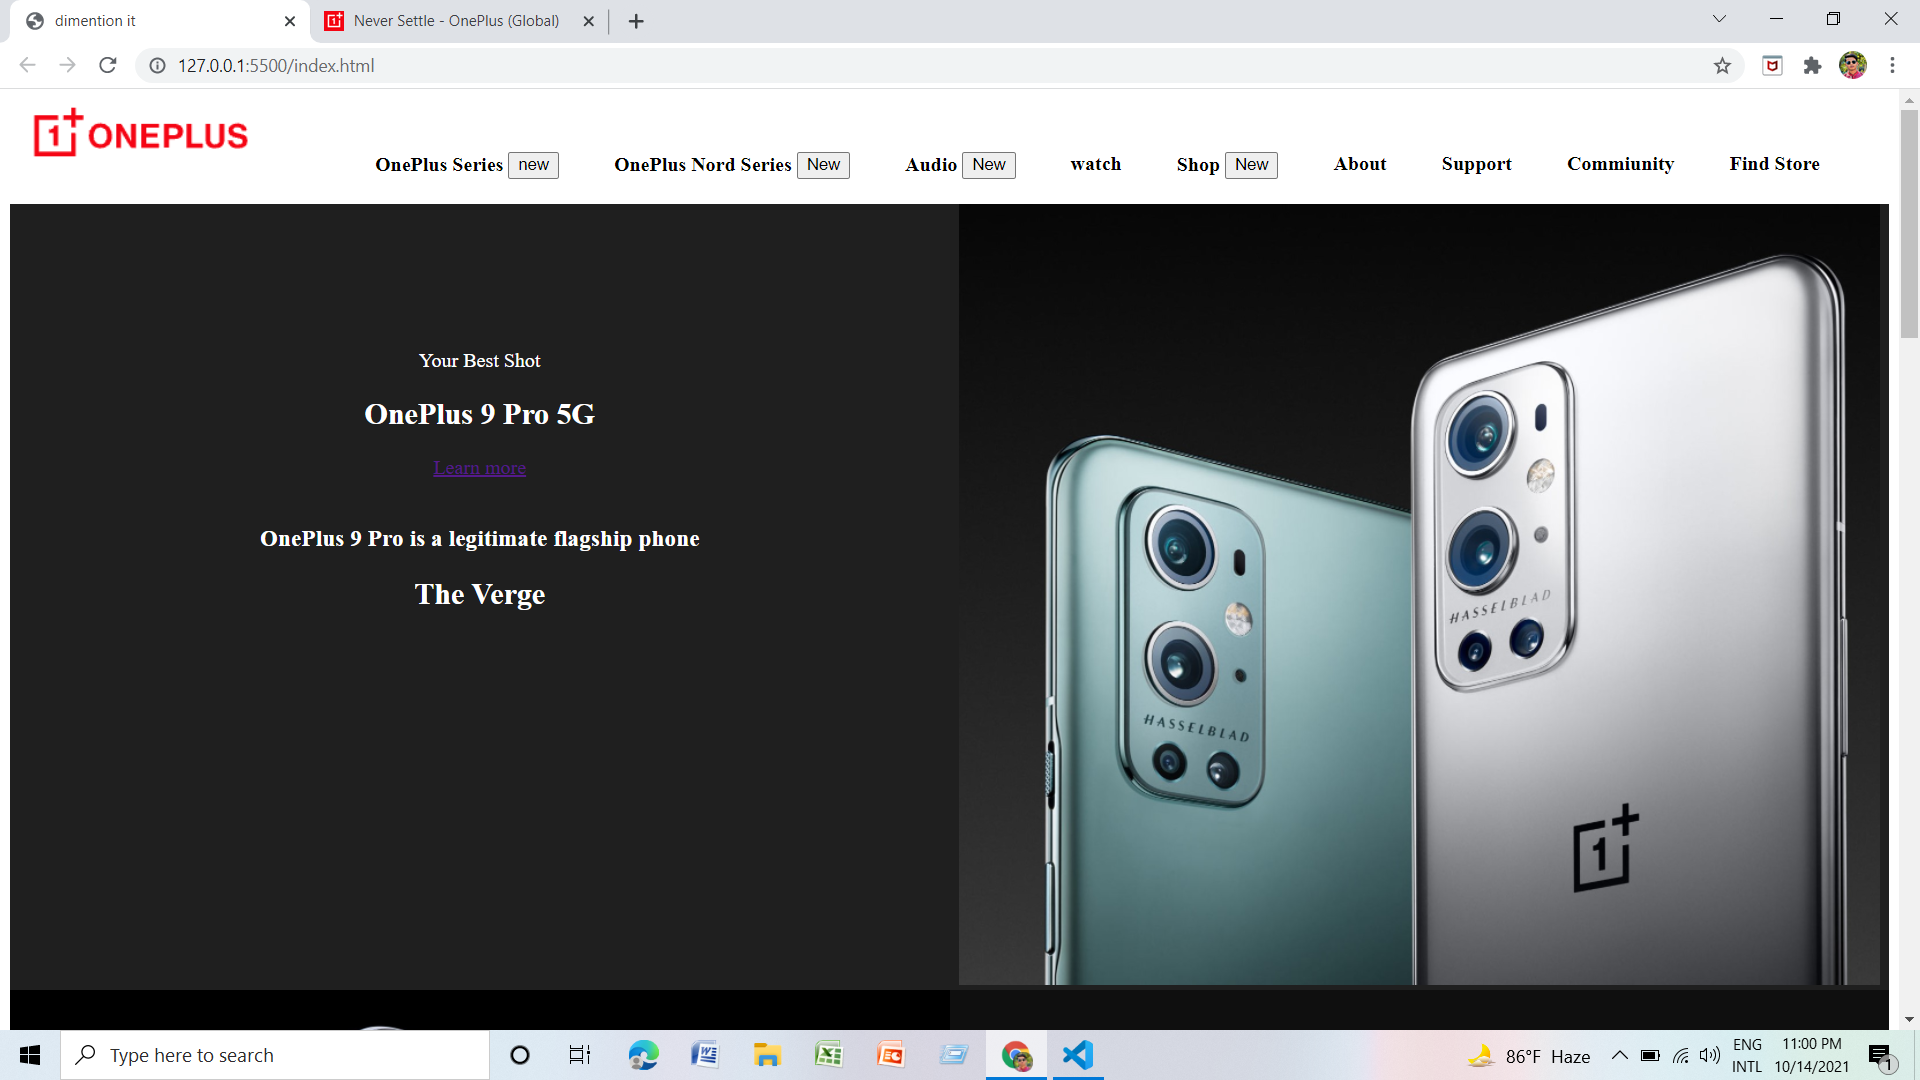 dimention it
Never Settle - OnePlus (Global)
127.0.0.1:5500/index.html
1+ ONEPLUS
OnePlus Series new OnePlus Nord Series New Audio New watch Shop New About Support Commiunity Find Store
Your Best Shot
OnePlus 9 Pro 5G
Learn more
OnePlus 9 Pro is a legitimate flagship phone
The Verge
HASSELBLAD
HASSELBLAD
1+
Type here to search
86°F Haze
ENG
INTL
11:00 PM
10/14/2021
1